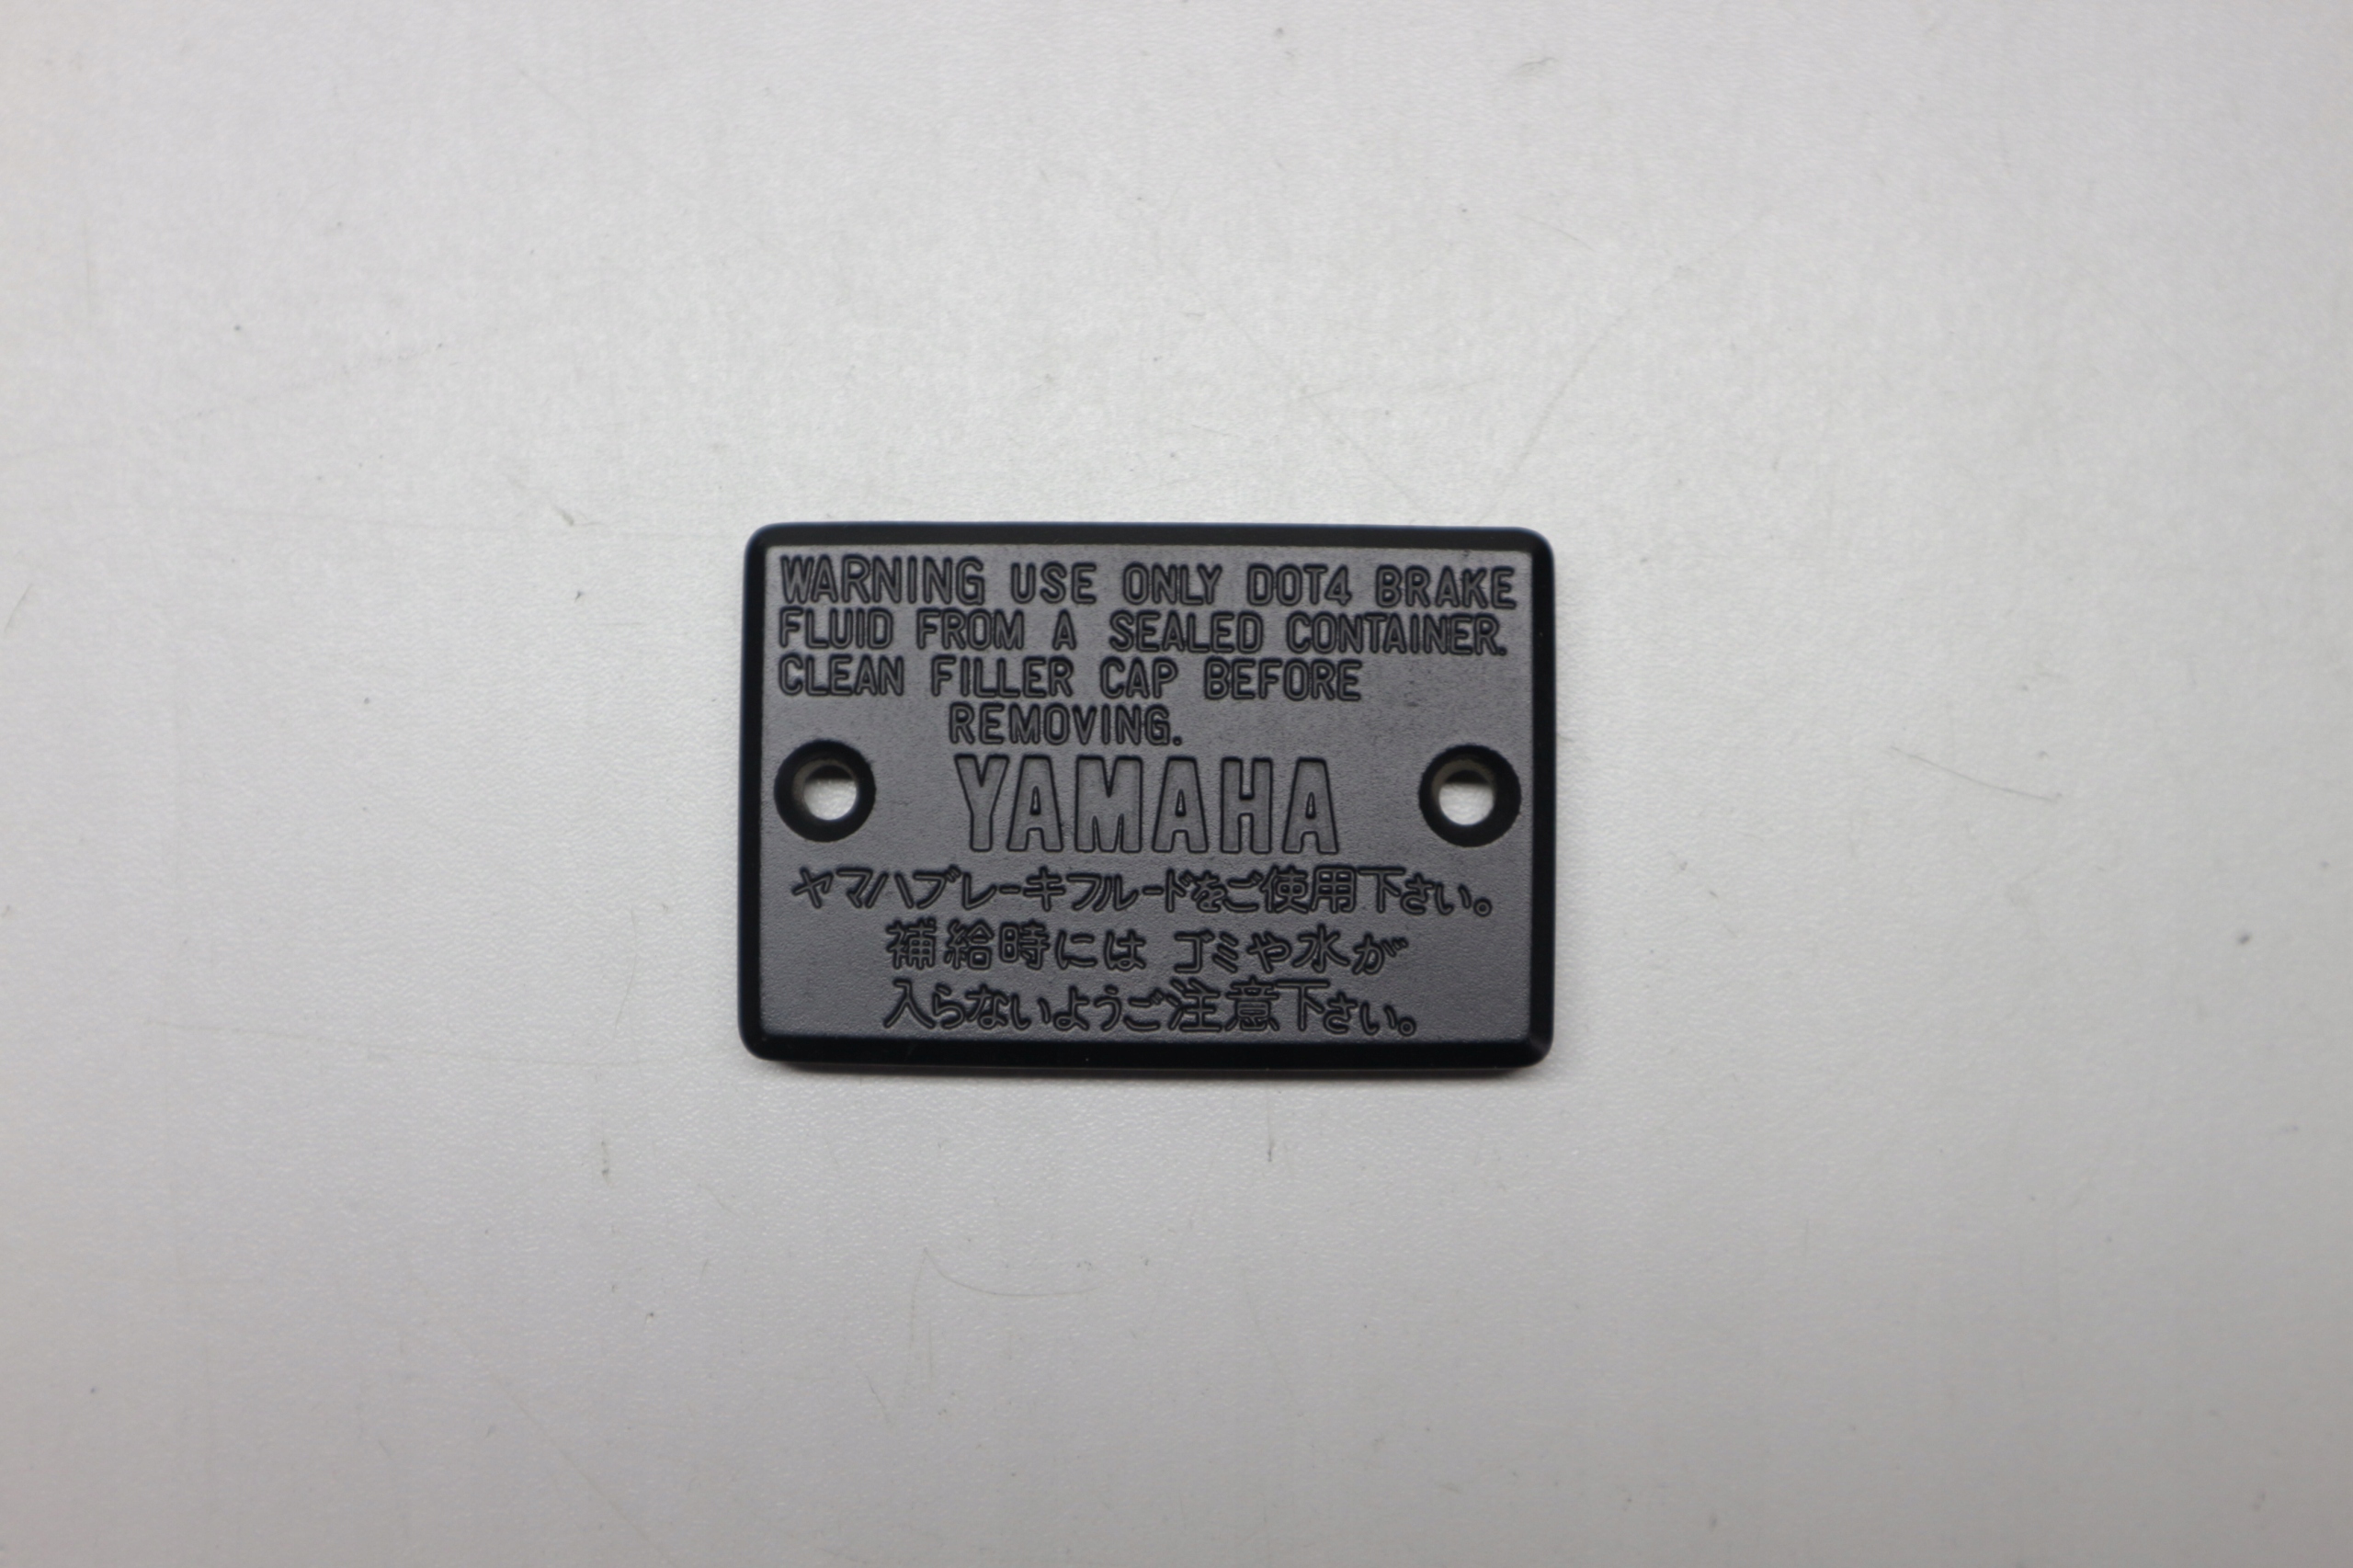 WARNING USE ONLY DOT4 BRAKE
FLUID FROM A SEALED CONTAINER.
CLEAN FILLER CAP BEFORE
REMOVING.
YAMAHA
ヤマハブレーキフルードをご使用下さい。
補給時には ゴミや水が
入らないようご注意下さい。